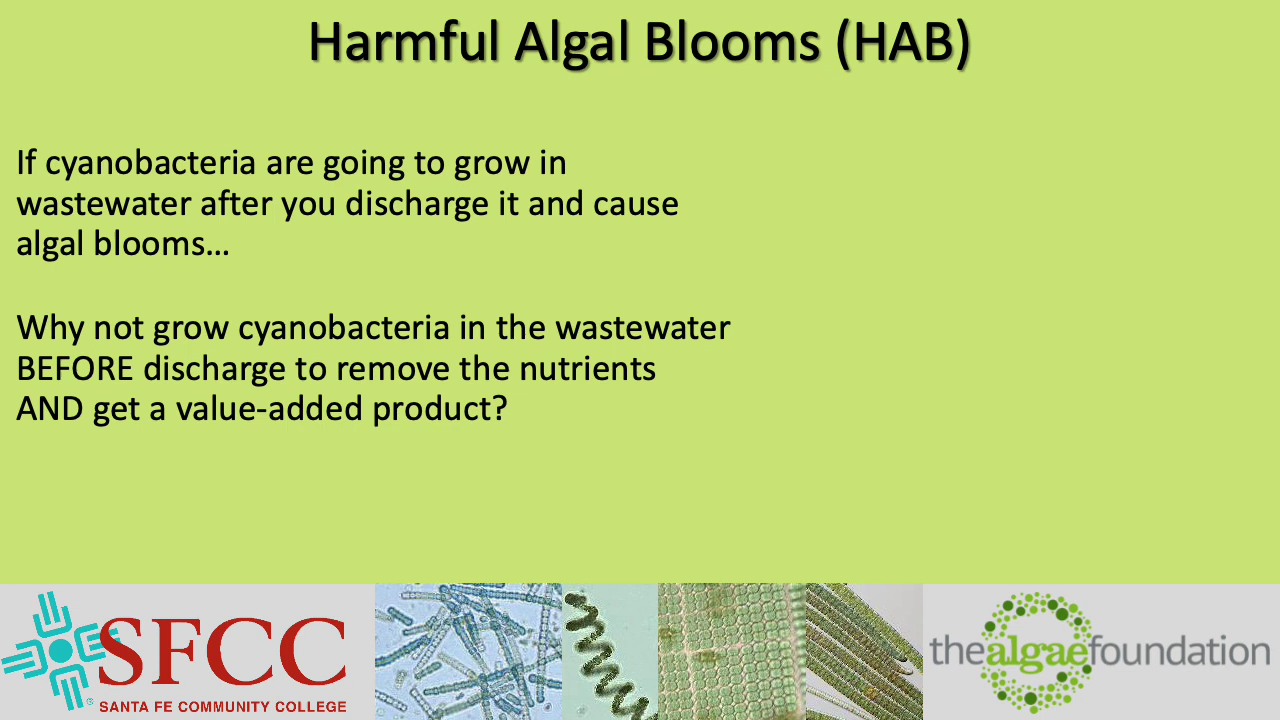 Harmful Algal Blooms (HAB)
If cyanobacteria are going to grow in
wastewater after you discharge it and cause
algal blooms…
Why not grow cyanobacteria in the wastewater
BEFORE discharge to remove the nutrients
AND get a value-added product?
SFCC
®
SANTA FE COMMUNITY COLLEGE
thealgaefoundation